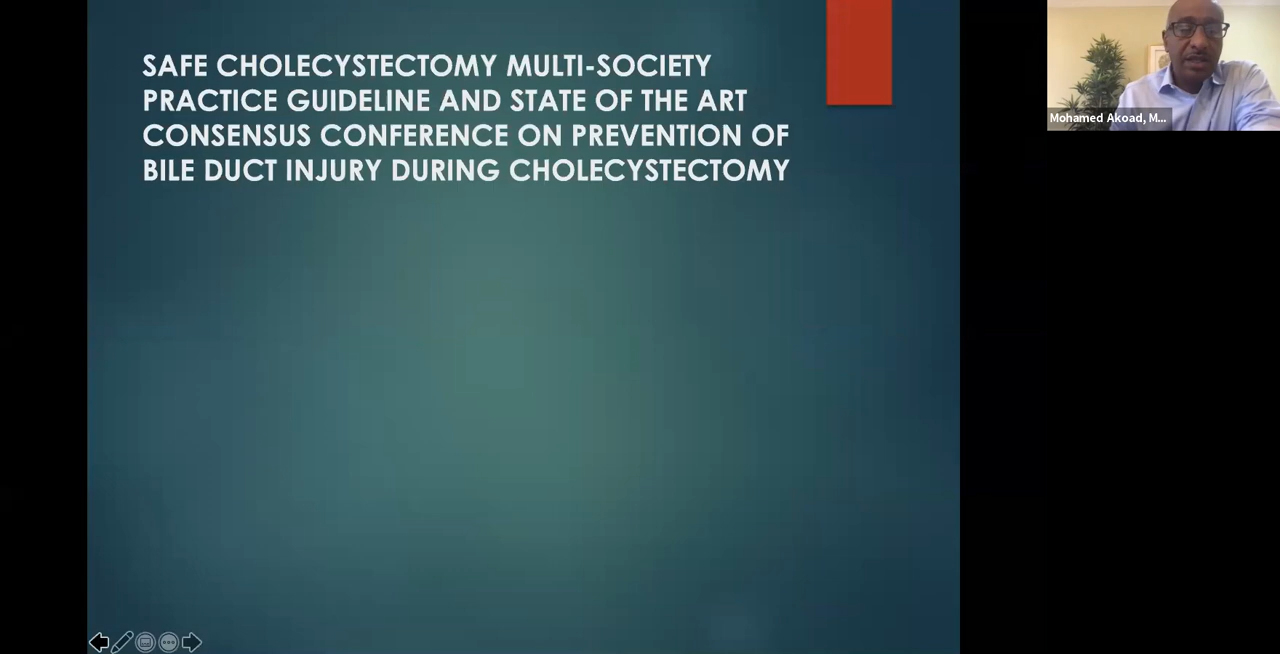 SAFE CHOLECYSTECTOMY MULTI-SOCIETY
PRACTICE GUIDELINE AND STATE OF THE ART
CONSENSUS CONFERENCE ON PREVENTION OF
BILE DUCT INJURY DURING CHOLECYSTECTOMY
Mohamed Akoad, M...